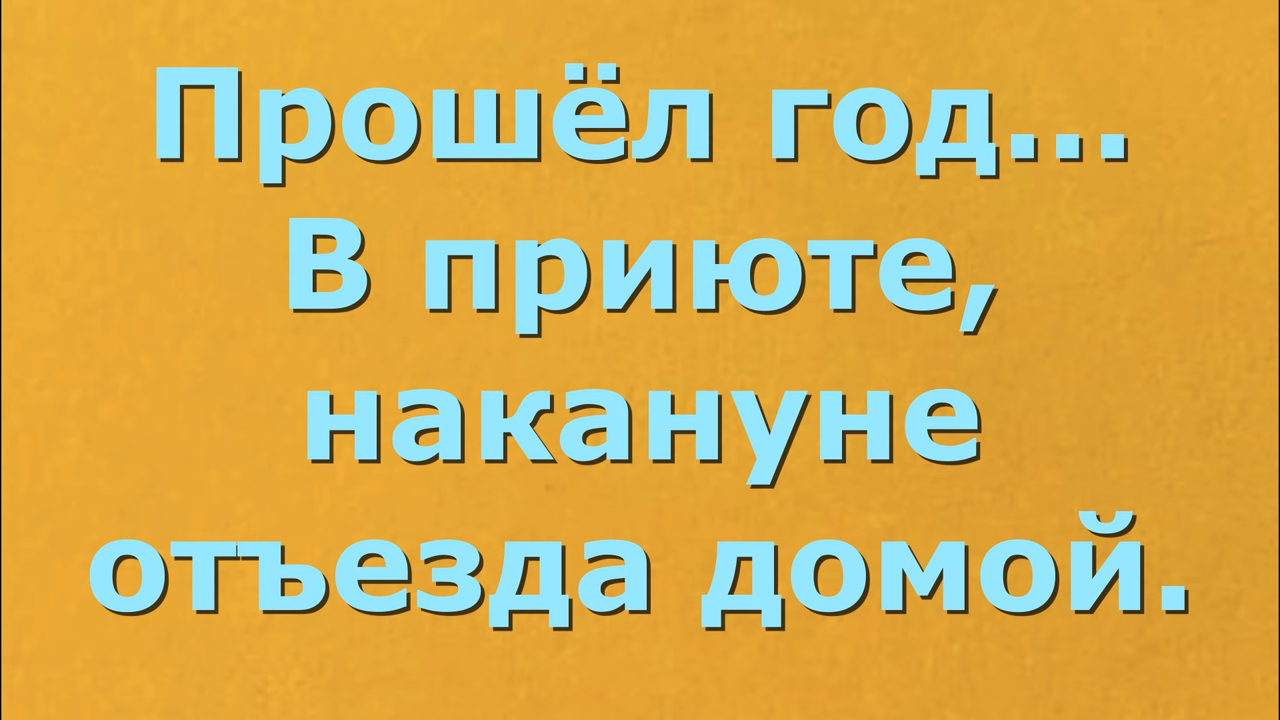 Прошёл год...
В приюте,
накануне
отъезда домой.